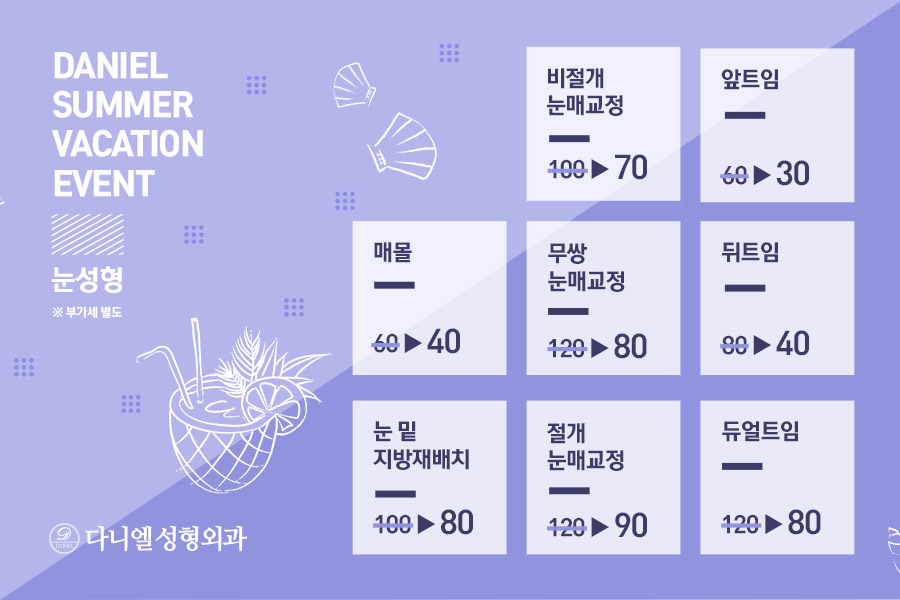 DANIEL
SUMMER
VACATION
EVENT
눈성형
※ 부가세 별도
비절개
눈매교정
100 ▶ 70
앞트임
60 ▶ 30
매몰
60 ▶ 40
무쌍
눈매교정
120 ▶ 80
뒤트임
80 ▶ 40
눈 밑
지방재배치
100 ▶ 80
절개
눈매교정
120 ▶ 90
듀얼트임
120 ▶ 80
DANIEL
다니엘성형외과